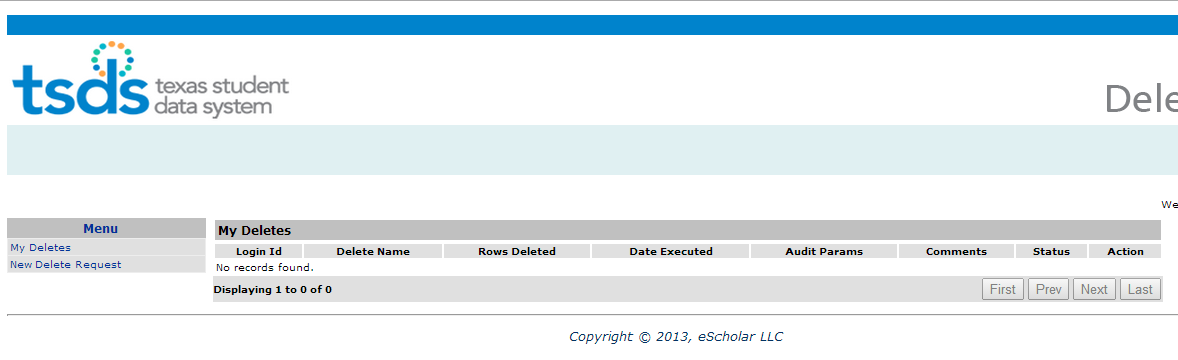 tsds texas student
data system
Dele
We
Menu
My Deletes
New Delete Request
My Deletes
Login Id Delete Name Rows Deleted Date Executed Audit Params Comments Status Action
No records found.
Displaying 1 to 0 of 0 First Prev Next Last
Copyright © 2013, eScholar LLC